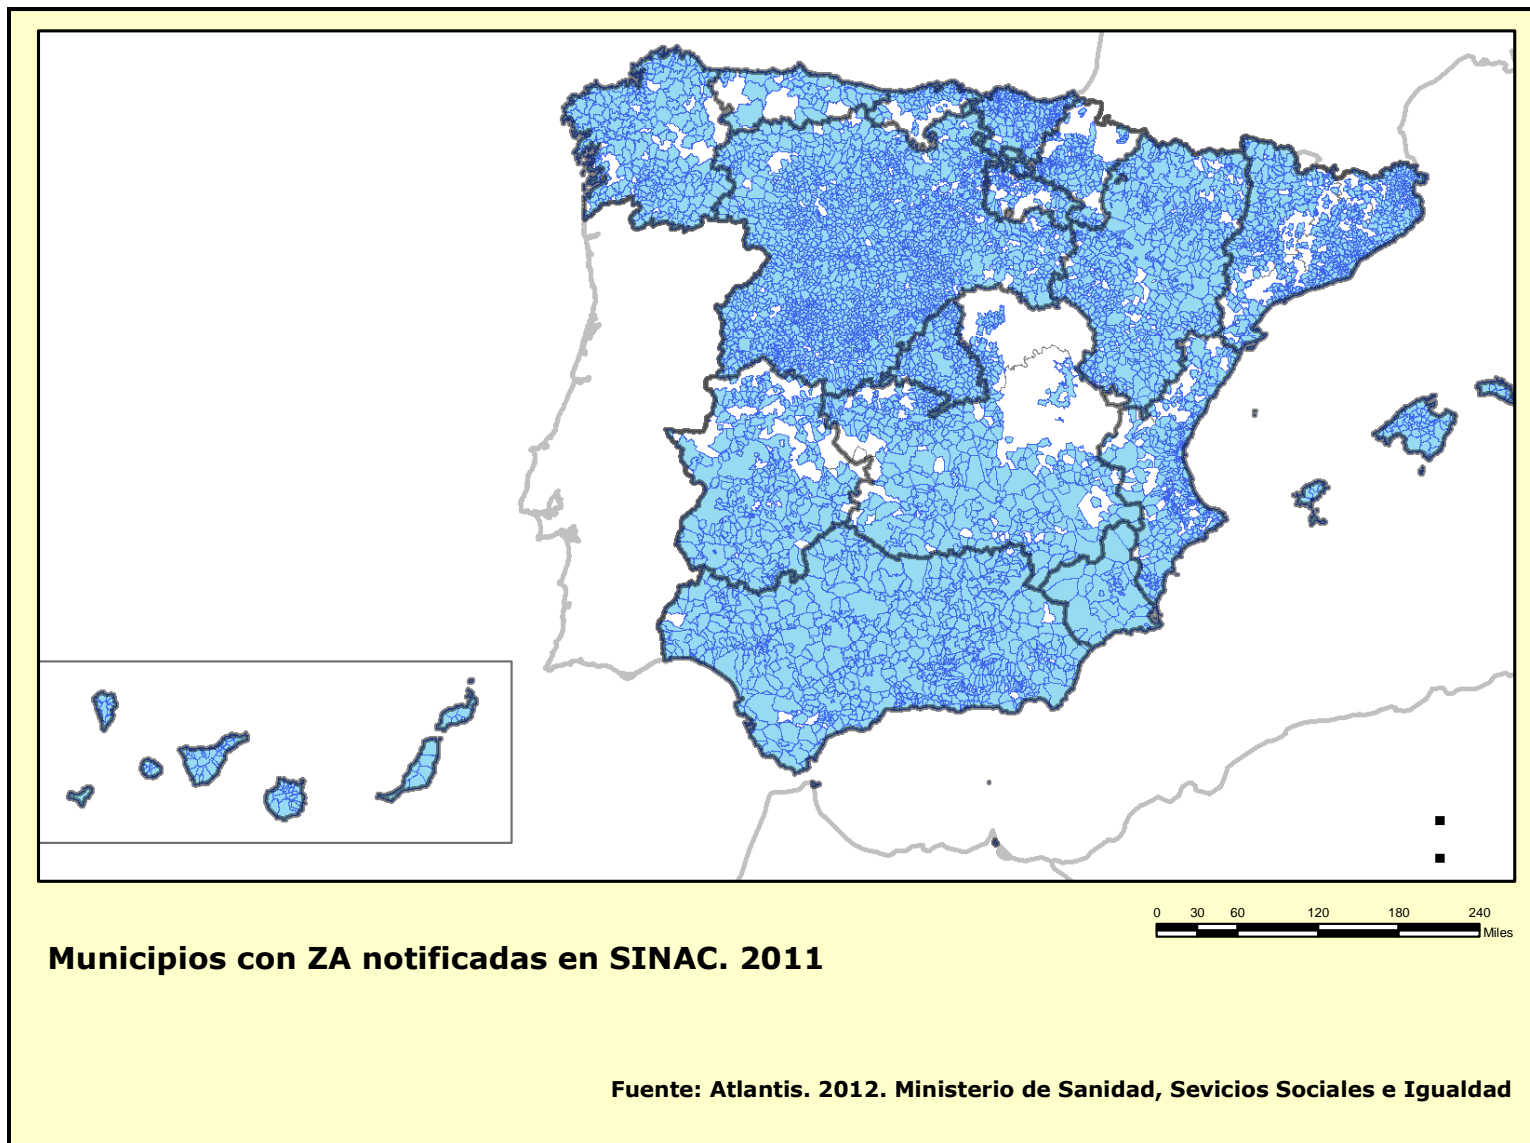 0 30 60 120 180 240
Miles
Municipios con ZA notificadas en SINAC. 2011
Fuente: Atlantis. 2012. Ministerio de Sanidad, Sevicios Sociales e Igualdad